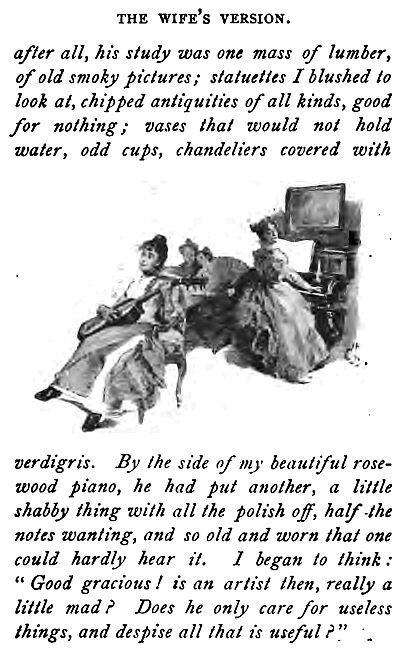 THE WIFE'S VERSION.
after all, his study was one mass of lumber,
of old smoky pictures; statuettes I blushed to
look at, chipped antiquities of all kinds, good
for nothing; vases that would not hold
water, odd cups, chandeliers covered with
verdigris. By the side of my beautiful rose-
wood piano, he had put another, a little
shabby thing with all the polish off, half-the
notes wanting, and so old and worn that one
could hardly hear it. I began to think:
"Good gracious! is an artist then, really a
little mad? Does he only care for useless
things, and despise all that is useful?"